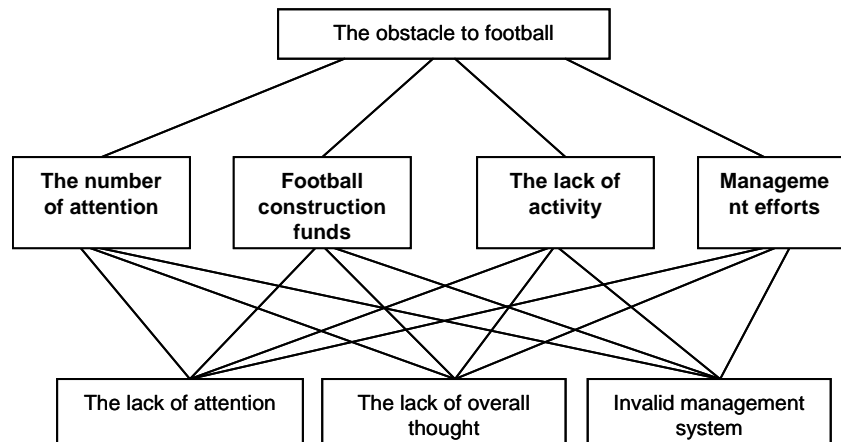 The obstacle to football
The number
of attention
Football
construction
funds
The lack of
activity
Manageme
nt efforts
The lack of attention
The lack of overall
thought
Invalid management
system